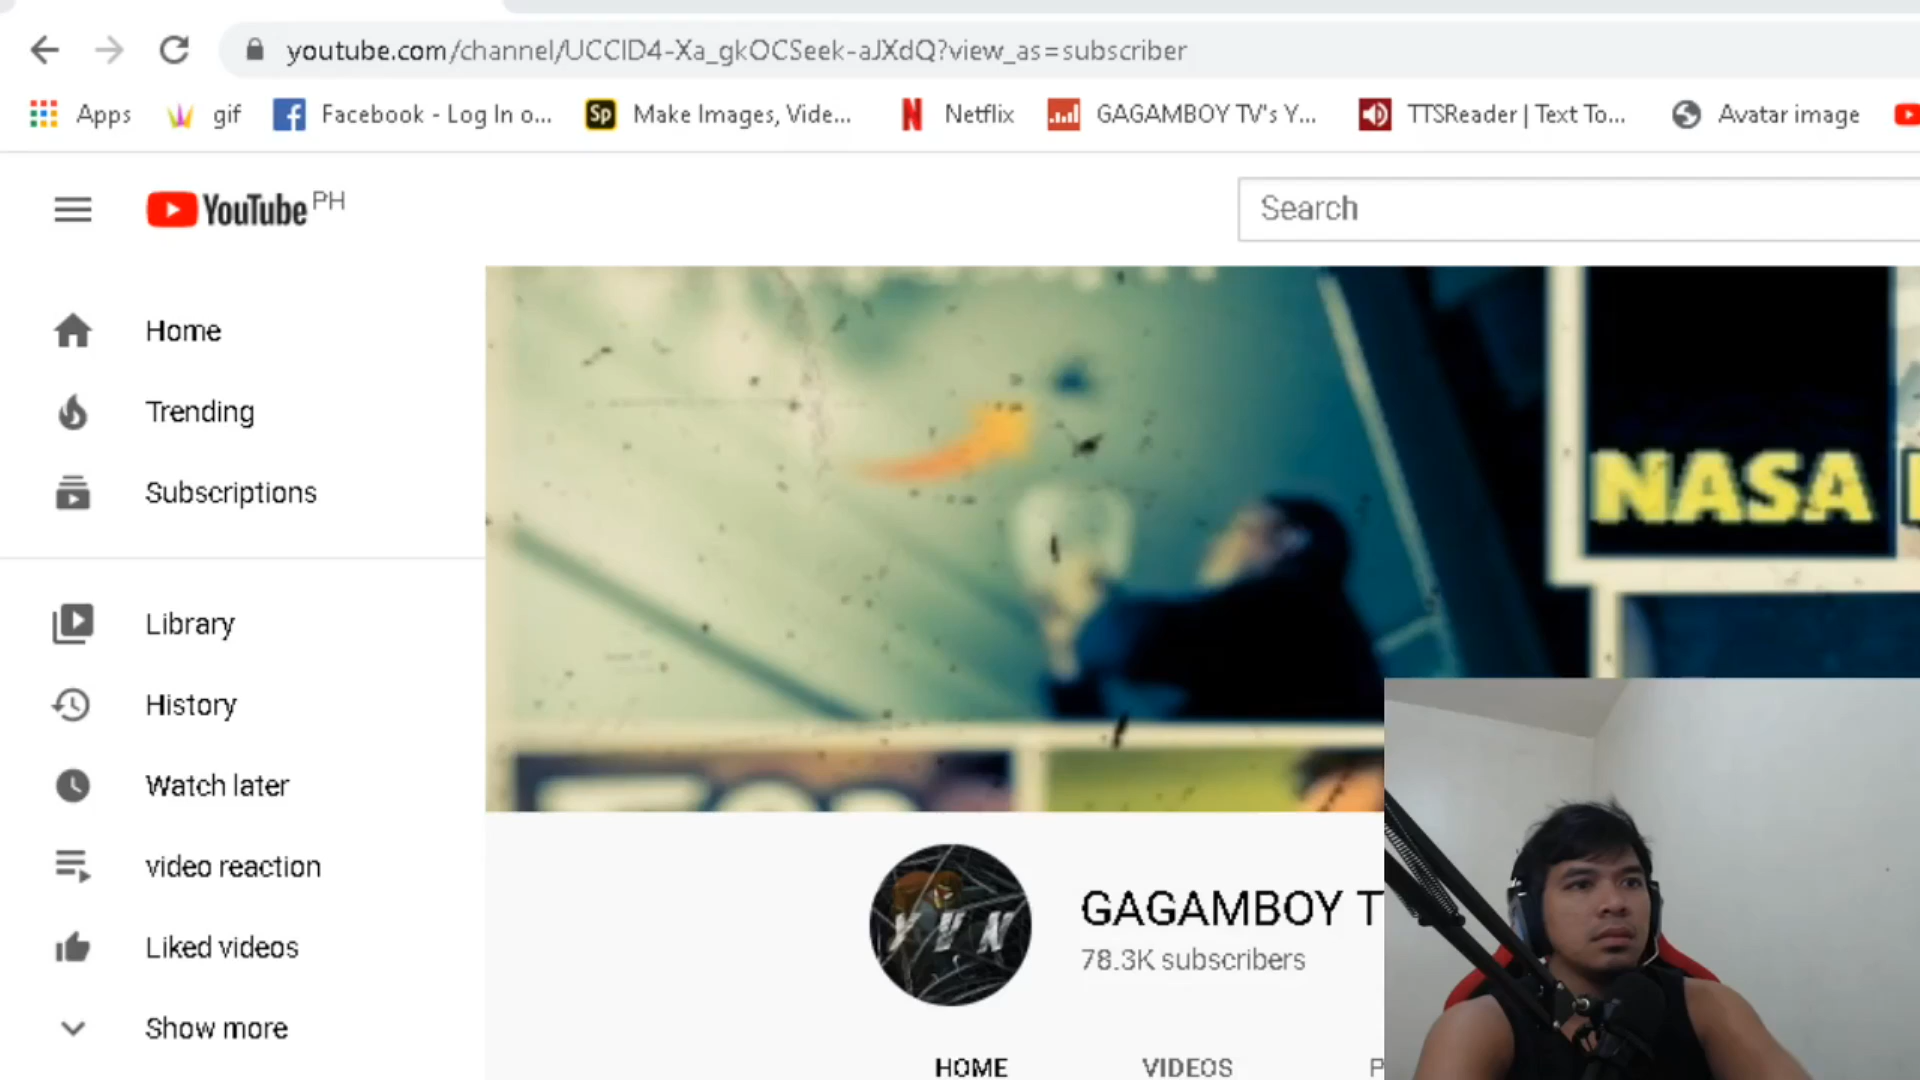 youtube.com/channel/UCCID4-Xa_gkOCSeek-aJXdQ?view_as=subscriber
Apps gif Facebook - Log In o... Sp Make Images, Vide... Netflix GAGAMBOY TV's Y... TTSReader | Text To... Avatar image
YouTube PH
Search
Home
Trending
Subscriptions
NASA
Library
History
Watch later
video reaction
Liked videos
Show more
YVN
GAGAMBOY T
78.3K subscribers
HOME VIDEOS P